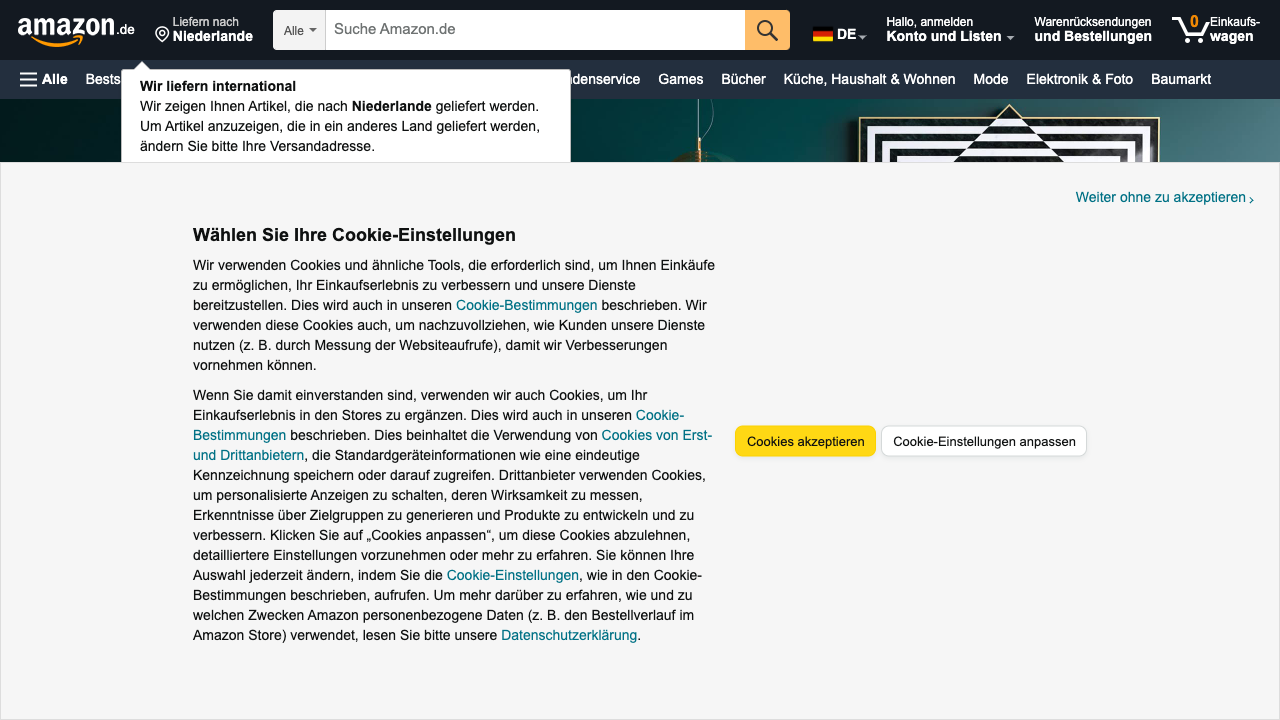 amazon.de
Liefern nach
Niederlande
Alle
Suche Amazon.de
DE
Hallo, anmelden
Konto und Listen
Warenrücksendungen
und Bestellungen
0
Einkaufs-
wagen
Alle
Bests
denservice
Games
Bücher
Küche, Haushalt & Wohnen
Mode
Elektronik & Foto
Baumarkt
Wir liefern international
Wir zeigen Ihnen Artikel, die nach Niederlande geliefert werden.
Um Artikel anzuzeigen, die in ein anderes Land geliefert werden,
ändern Sie bitte Ihre Versandadresse.
Weiter ohne zu akzeptieren ›
Wählen Sie Ihre Cookie-Einstellungen
Wir verwenden Cookies und ähnliche Tools, die erforderlich sind, um Ihnen Einkäufe
zu ermöglichen, Ihr Einkaufserlebnis zu verbessern und unsere Dienste
bereitzustellen. Dies wird auch in unseren Cookie-Bestimmungen beschrieben. Wir
verwenden diese Cookies auch, um nachzuvollziehen, wie Kunden unsere Dienste
nutzen (z. B. durch Messung der Websiteaufrufe), damit wir Verbesserungen
vornehmen können.
Wenn Sie damit einverstanden sind, verwenden wir auch Cookies, um Ihr
Einkaufserlebnis in den Stores zu ergänzen. Dies wird auch in unseren Cookie-
Bestimmungen beschrieben. Dies beinhaltet die Verwendung von Cookies von Erst-
und Drittanbietern, die Standardgeräteinformationen wie eine eindeutige
Kennzeichnung speichern oder darauf zugreifen. Drittanbieter verwenden Cookies,
um personalisierte Anzeigen zu schalten, deren Wirksamkeit zu messen,
Erkenntnisse über Zielgruppen zu generieren und Produkte zu entwickeln und zu
verbessern. Klicken Sie auf „Cookies anpassen“, um diese Cookies abzulehnen,
detailliertere Einstellungen vorzunehmen oder mehr zu erfahren. Sie können Ihre
Auswahl jederzeit ändern, indem Sie die Cookie-Einstellungen, wie in den Cookie-
Bestimmungen beschrieben, aufrufen. Um mehr darüber zu erfahren, wie und zu
welchen Zwecken Amazon personenbezogene Daten (z. B. den Bestellverlauf im
Amazon Store) verwendet, lesen Sie bitte unsere Datenschutzerklärung.
Cookies akzeptieren
Cookie-Einstellungen anpassen